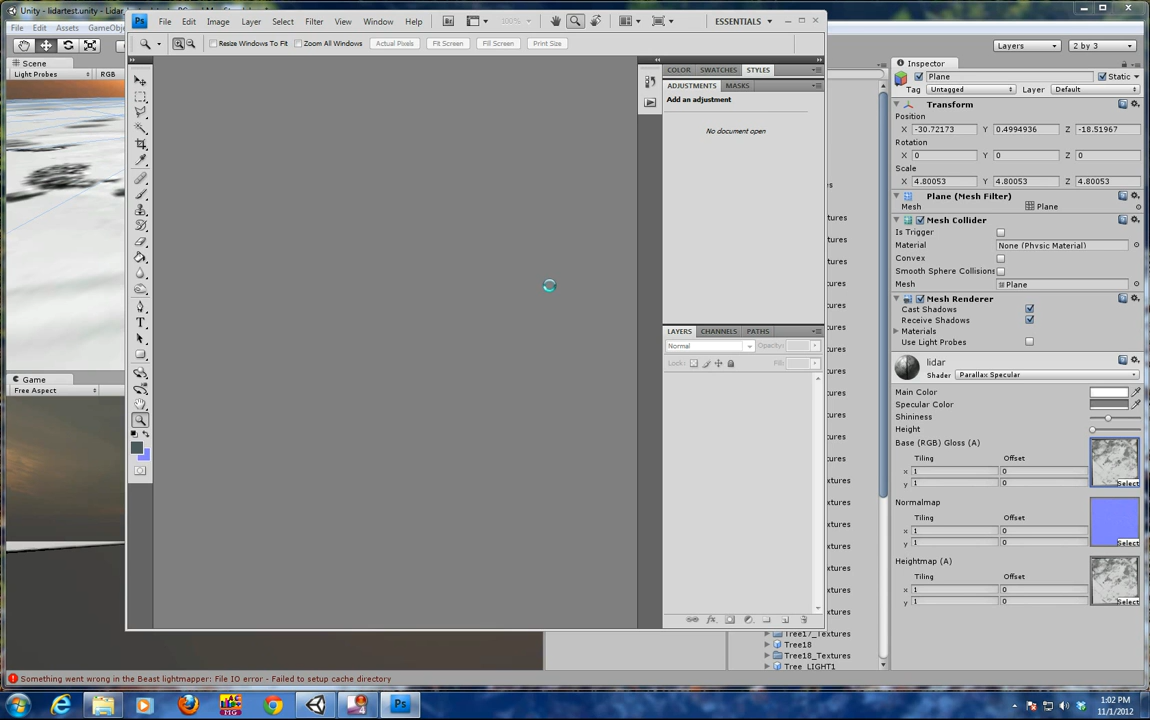 Unity - lidartest.unity - lidar assets
File Edit Assets GameObj
Scene
Light Probes RGB
Game
Free Aspect
Ps File Edit Image Layer Select Filter View Window Help Br 100% ESSENTIALS
Resize Windows To Fit Zoom All Windows Actual Pixels Fit Screen Fill Screen Print Size
COLOR SWATCHES STYLES
ADJUSTMENTS MASKS
Add an adjustment
No document open
LAYERS CHANNELS PATHS
Normal Opacity:
Lock: Fill:
Layers 2 by 3
Inspector
Plane Static
Tag Untagged Layer Default
Transform
Position
X -30.72173 Y 0.4994936 Z -18.51967
Rotation
X 0 Y 0 Z 0
Scale
X 4.80053 Y 4.80053 Z 4.80053
Plane (Mesh Filter)
Mesh Plane
Mesh Collider
Is Trigger
Material None (Physic Material)
Convex
Smooth Sphere Collisions
Mesh Plane
Mesh Renderer
Cast Shadows
Receive Shadows
Materials
Use Light Probes
lidar
Shader Parallax Specular
Main Color
Specular Color
Shininess
Height
Base (RGB) Gloss (A)
Tiling Offset
x 1 0
y 1 0
Select
Normalmap
Tiling Offset
x 1 0
y 1 0
Select
Heightmap (A)
Tiling Offset
x 1 0
y 1 0
Select
Tree17_Textures
Tree18
Tree18_Textures
Tree_LIGHT1
Something went wrong in the Beast lightmapper: File IO error - Failed to setup cache directory
Ps
1:02 PM
11/1/2012